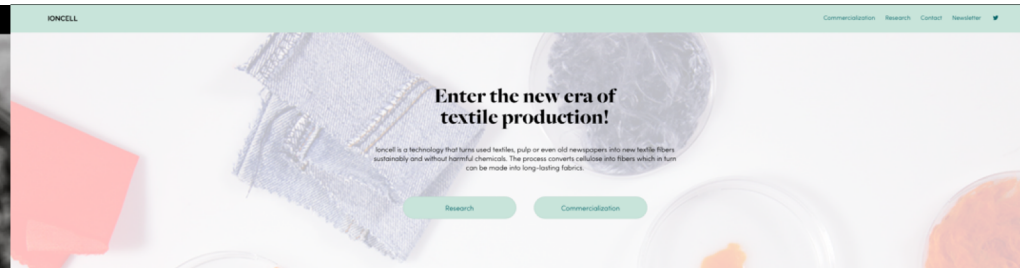 IONCELL
Commercialization Research Contact Newsletter
Enter the new era of
textile production!
Ioncell is a technology that turns used textiles, pulp or even old newspapers into new textile fibers
sustainably and without harmful chemicals. The process converts cellulose into fibers which in turn
can be made into long-lasting fabrics.
Research
Commercialization